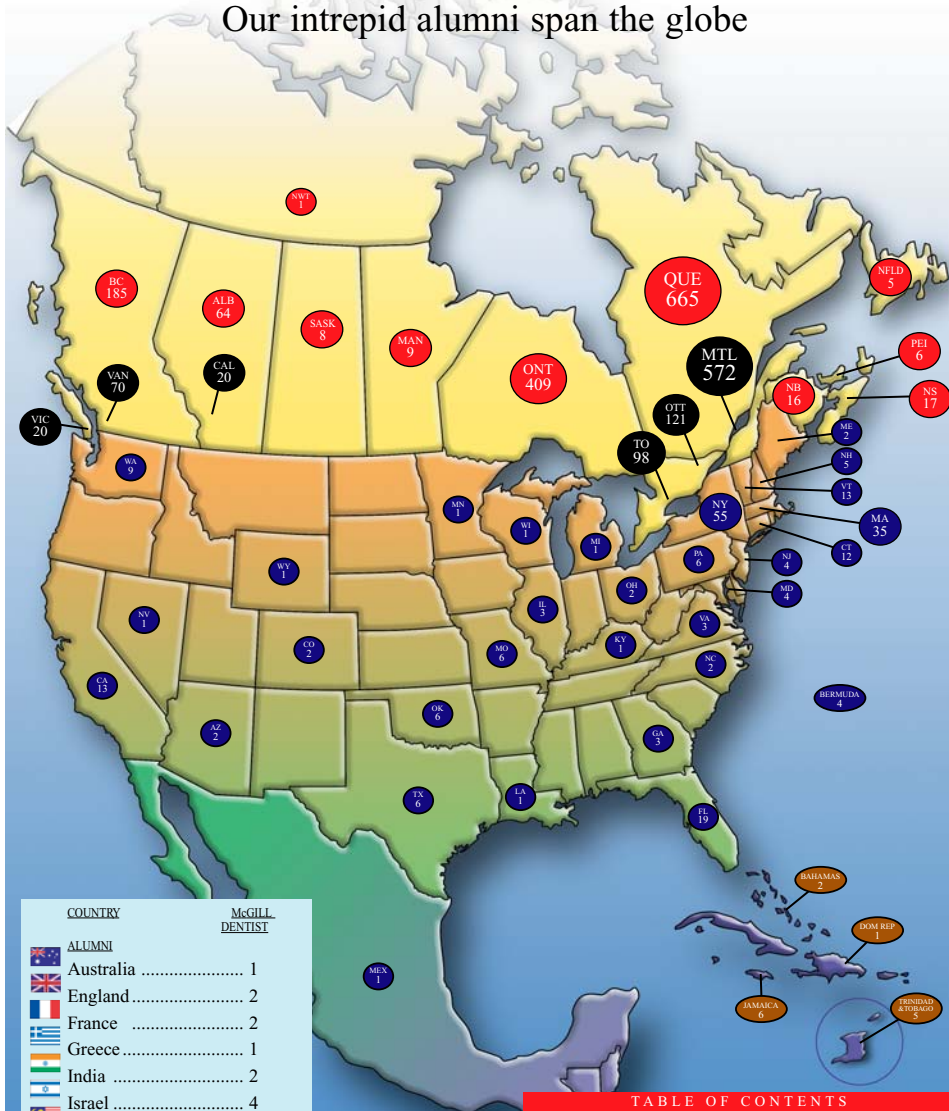 Our intrepid alumni span the globe
NWT
1
BC
185
ALB
64
SASK
8
MAN
9
ONT
409
QUE
665
NFLD
5
PEI
6
NS
17
NB
16
MTL
572
OTT
121
TO
98
VAN
70
CAL
20
VIC
20
WA
9
MN
1
WI
1
MI
1
NY
55
ME
2
NH
5
VT
13
MA
35
CT
12
NJ
4
MD
4
PA
6
OH
2
IL
3
WY
1
NV
1
CO
2
MO
6
KY
1
VA
3
NC
2
CA
13
AZ
2
OK
6
GA
3
TX
6
LA
1
FL
19
BERMUDA
4
BAHAMAS
2
DOM REP
1
JAMAICA
6
TRINIDAD
&TOBAGO
5
MEX
1
COUNTRY McGILL
DENTIST
ALUMNI
Australia ........................ 1
England.......................... 2
France .......................... 2
Greece............................ 1
India .............................. 2
Israel .............................. 4
TABLE OF CONTENTS